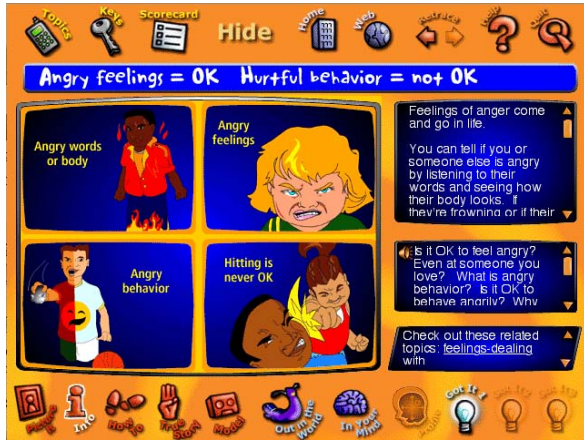 Topics Keys Scorecard Hide Home Web Retrace Help Quit
Angry feelings = OK Hurtful behavior = not OK
Angry words
or body
Angry
feelings
Angry
behavior
Hitting is
never OK
Feelings of anger come
and go in life.
You can tell if you or
someone else is angry
by listening to their
words and seeing how
their body looks. If
they're frowning or if their
Is it OK to feel angry?
Even at someone you
love? What is angry
behavior? Is it OK to
behave angrily? Why
Check out these related
topics: feelings-dealing
with
Picture Info How To True Story Model Out in the World In Your Mind Got It! Got It? Got It?